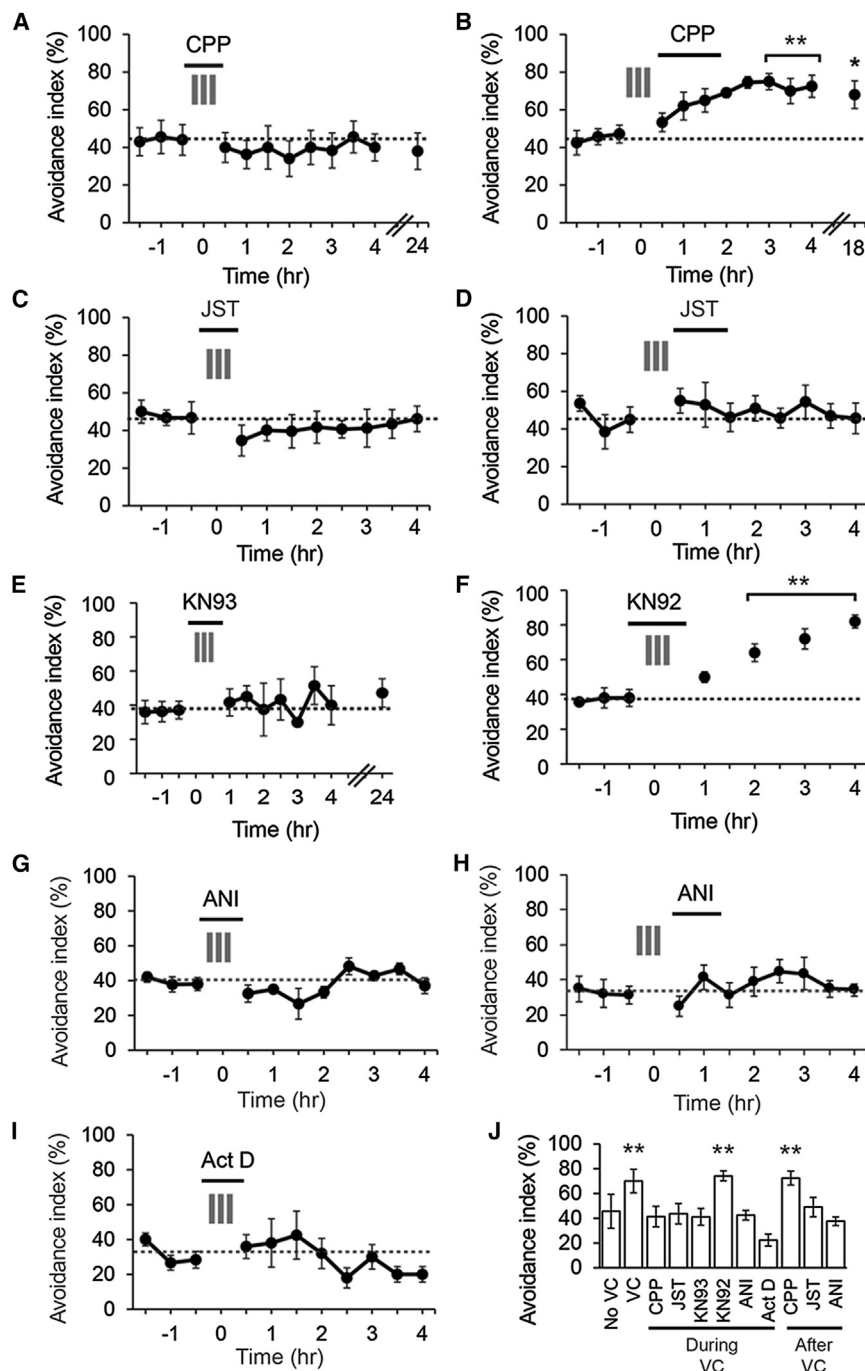 A
CPP
Avoidance index (%)
100
80
60
40
20
0
-1 0 1 2 3 4 24
Time (hr)
B
CPP
**
*
Avoidance index (%)
100
80
60
40
20
0
-1 0 1 2 3 4 18
Time (hr)
C
JST
Avoidance index (%)
100
80
60
40
20
0
-1 0 1 2 3 4
Time (hr)
D
JST
Avoidance index (%)
100
80
60
40
20
0
-1 0 1 2 3 4
Time (hr)
E
KN93
Avoidance index (%)
100
80
60
40
20
0
-1 0 1 2 3 4 24
Time (hr)
F
KN92
**
Avoidance index (%)
100
80
60
40
20
0
-1 0 1 2 3 4
Time (hr)
G
ANI
Avoidance index (%)
100
80
60
40
20
0
-1 0 1 2 3 4
Time (hr)
H
ANI
Avoidance index (%)
100
80
60
40
20
0
-1 0 1 2 3 4
Time (hr)
I
Act D
Avoidance index (%)
100
80
60
40
20
0
-1 0 1 2 3 4
Time (hr)
J
** ** **
Avoidance index (%)
100
80
60
40
20
0
No VC
VC
CPP
JST
KN93
KN92
ANI
Act D
CPP
JST
ANI
During
VC
After
VC